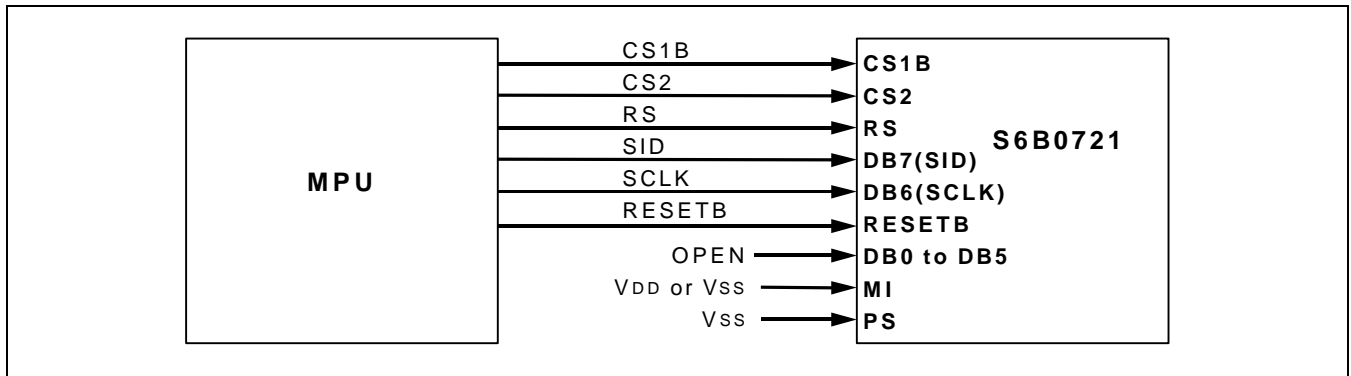 MPU
CS1B
CS2
RS
SID
SCLK
RESETB
OPEN
VDD or VSS
VSS
CS1B
CS2
RS
DB7(SID)
DB6(SCLK)
RESETB
DB0 to DB5
MI
PS
S6B0721